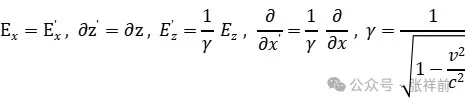 Eₓ = E'ₓ , ∂z' = ∂z , E'_z = 1/γ E_z , ∂/∂x' = 1/γ ∂/∂x , γ = 1/√(1 − v²/c²)
公众号 · 张祥前